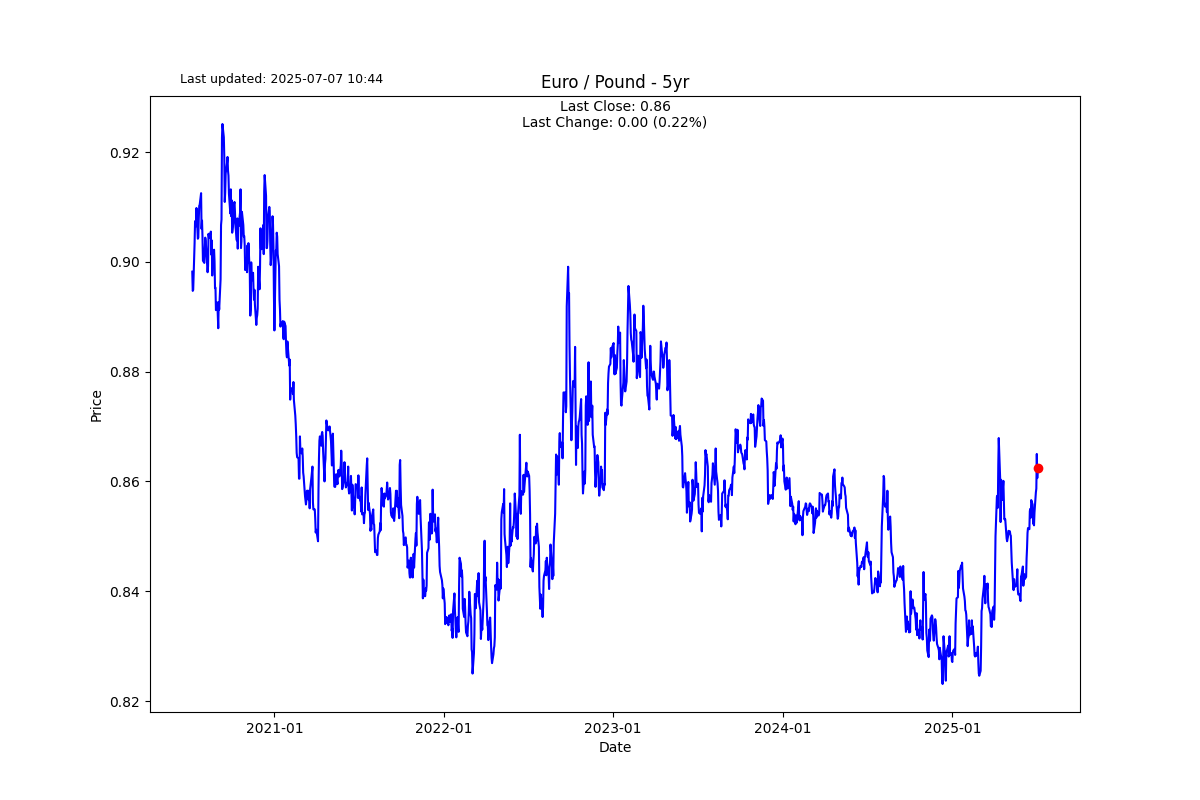 Last updated: 2025-07-07 10:44
Euro / Pound - 5yr
Last Close: 0.86
Last Change: 0.00 (0.22%)
0.92
0.90
0.88
0.86
0.84
0.82
Price
2021-01
2022-01
2023-01
2024-01
2025-01
Date